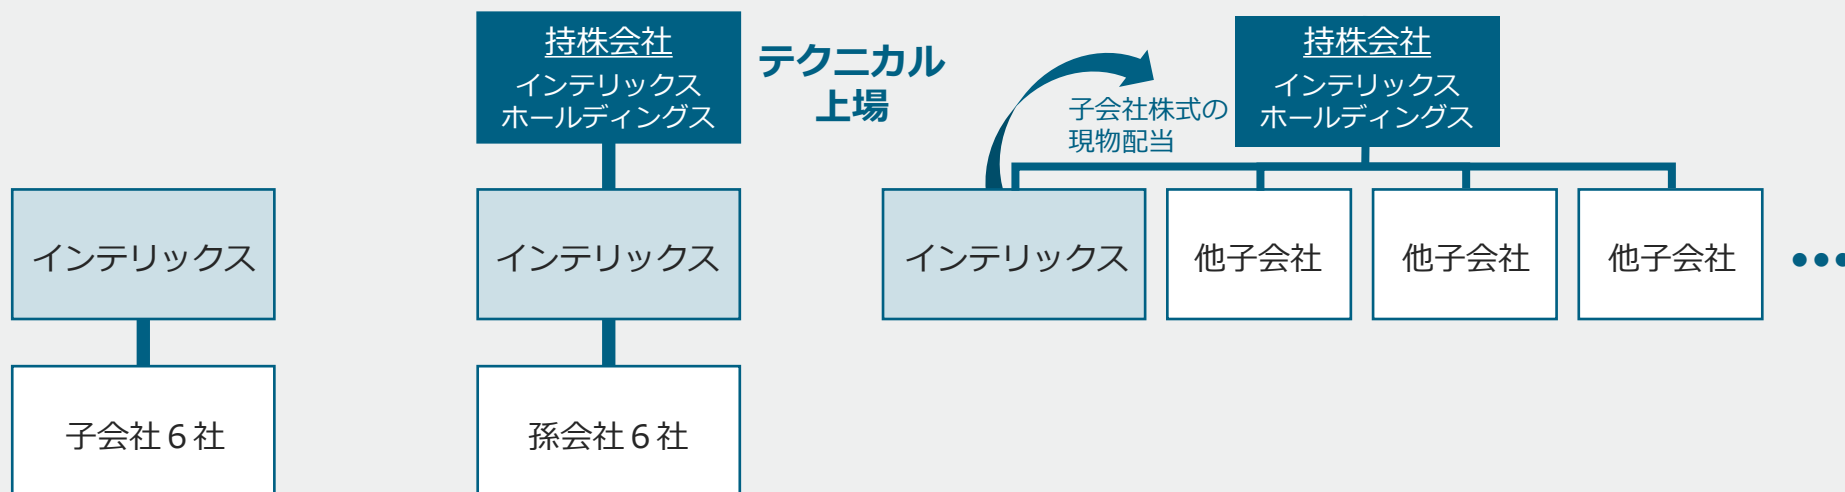 インテリックス
子会社6社
持株会社
インテリックス
ホールディングス
テクニカル
上場
インテリックス
孫会社6社
子会社株式の
現物配当
持株会社
インテリックス
ホールディングス
インテリックス
他子会社
他子会社
他子会社
•••